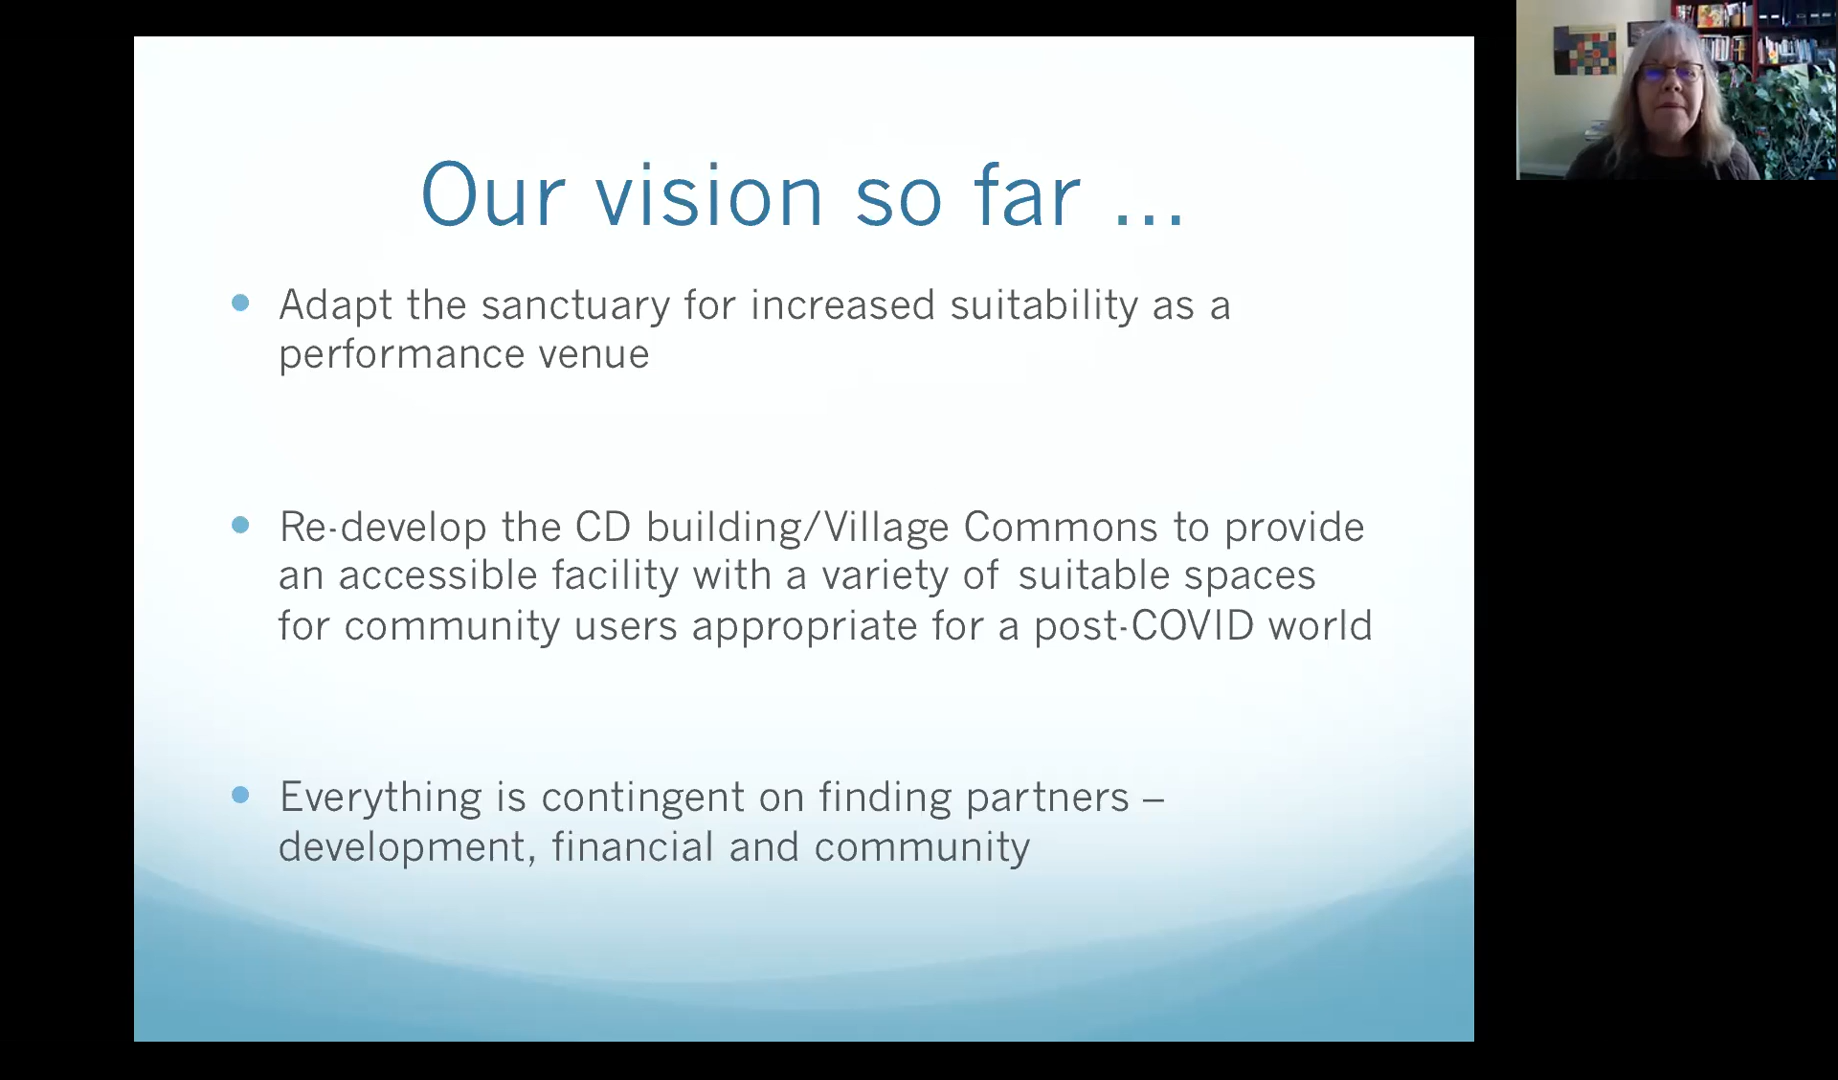 Our vision so far ...
Adapt the sanctuary for increased suitability as a
performance venue
Re-develop the CD building/Village Commons to provide
an accessible facility with a variety of suitable spaces
for community users appropriate for a post-COVID world
Everything is contingent on finding partners –
development, financial and community